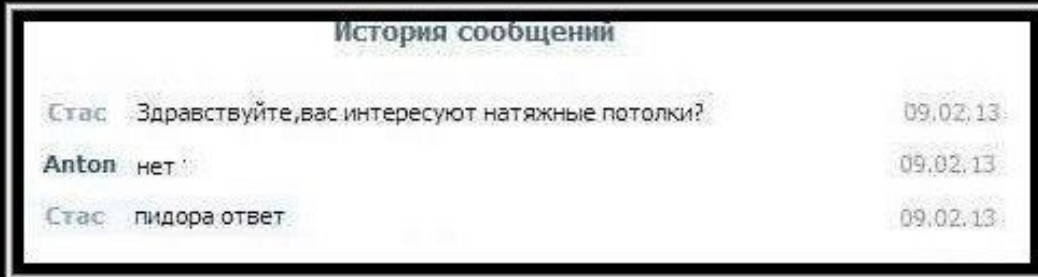 История сообщений
Стас Здравствуйте,вас интересуют натяжные потолки? 09.02.13
Anton нет 09.02.13
Стас пидора ответ 09.02.13